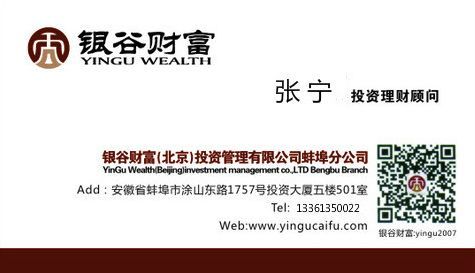 银谷财富
YINGU WEALTH
张宁 投资理财顾问
银谷财富(北京)投资管理有限公司蚌埠分公司
YinGu Wealth(Beijing)investment management co.,LTD Bengbu Branch
Add：安徽省蚌埠市涂山东路1757号投资大厦五楼501室
Tel: 13361350022
Web:www.yingucaifu.com
银谷财富:yingu2007